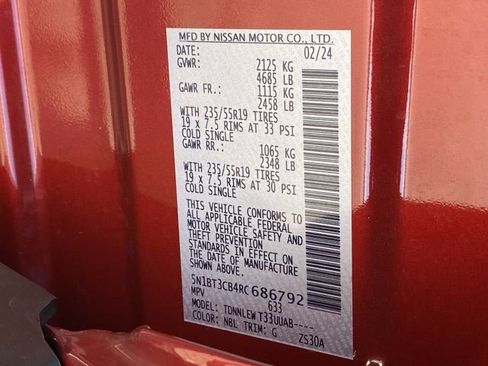 MFD BY NISSAN MOTOR CO., LTD.
DATE: 02/24
GVWR: 2125 KG
4685 LB
GAWR FR.: 1115 KG
2458 LB
WITH 235/55R19 TIRES
19 x 7.5 RIMS AT 33 PSI
COLD SINGLE
GAWR RR.: 1065 KG
2348 LB
WITH 235/55R19 TIRES
19 x 7.5 RIMS AT 30 PSI
COLD SINGLE
THIS VEHICLE CONFORMS TO
ALL APPLICABLE FEDERAL
MOTOR VEHICLE SAFETY AND
THEFT PREVENTION
STANDARDS IN EFFECT ON
THE DATE OF MANUFACTURE
SHOWN ABOVE.
5N1BT3CB4RC686792
MPV 633
MODEL: TDNNLEW T33UUAB----
COLOR: NBL TRIM: G ZS30A